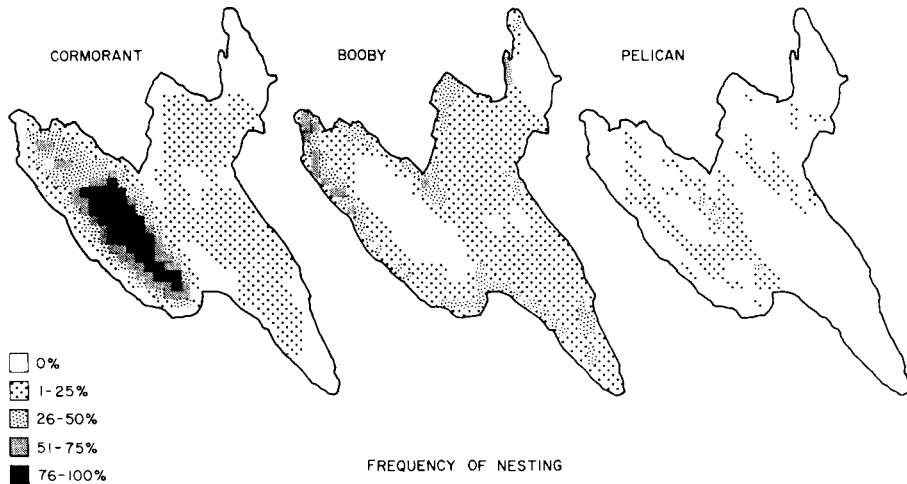 CORMORANT
BOOBY
PELICAN
0%
1-25%
26-50%
51-75%
76-100%
FREQUENCY OF NESTING